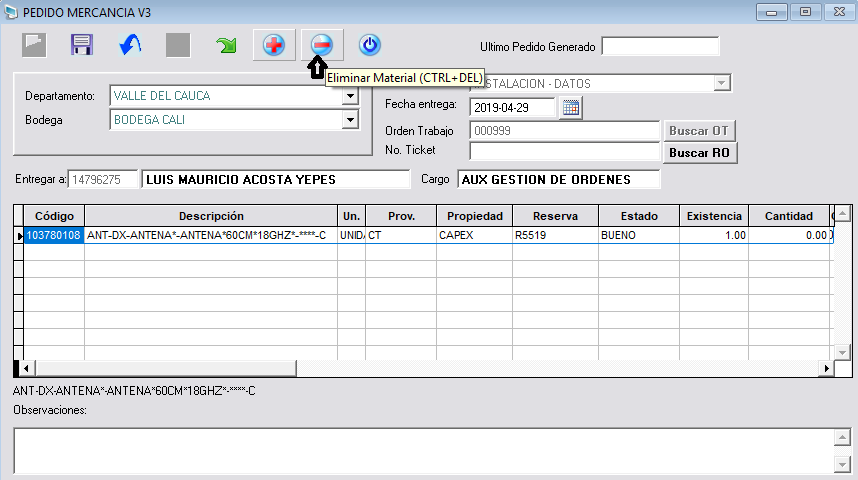 PEDIDO MERCANCIA V3
Ultimo Pedido Generado
Eliminar Material (CTRL+DEL)
STALACION - DATOS
Departamento: VALLE DEL CAUCA
Fecha entrega: 2019-04-29
Bodega BODEGA CALI
Orden Trabajo 000999 Buscar OT
No. Ticket Buscar RO
Entregar a: 14796275 LUIS MAURICIO ACOSTA YEPES Cargo AUX GESTION DE ORDENES
Código Descripción Un. Prov. Propiedad Reserva Estado Existencia Cantidad
103780108 ANT-DX-ANTENA*-ANTENA*60CM*18GHZ*-****-C UNID CT CAPEX R5519 BUENO 1.00 0.00
ANT-DX-ANTENA*-ANTENA*60CM*18GHZ*-****-C
Observaciones: